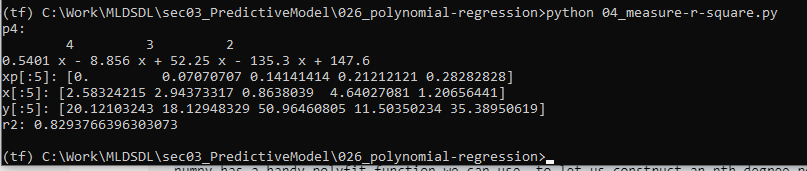 (tf) C:\Work\MLDSDL\sec03_PredictiveModel\026_polynomial-regression>python 04_measure-r-square.py
p4:
        4          3         2
0.5401 x - 8.856 x + 52.25 x - 135.3 x + 147.6
xp[:5]: [0.         0.07070707 0.14141414 0.21212121 0.28282828]
x[:5]: [2.58324215 2.94373317 0.8638039  4.64027081 1.20656441]
y[:5]: [20.12103243 18.12948329 50.96460805 11.50350234 35.38950619]
r2: 0.8293766396303073
(tf) C:\Work\MLDSDL\sec03_PredictiveModel\026_polynomial-regression>